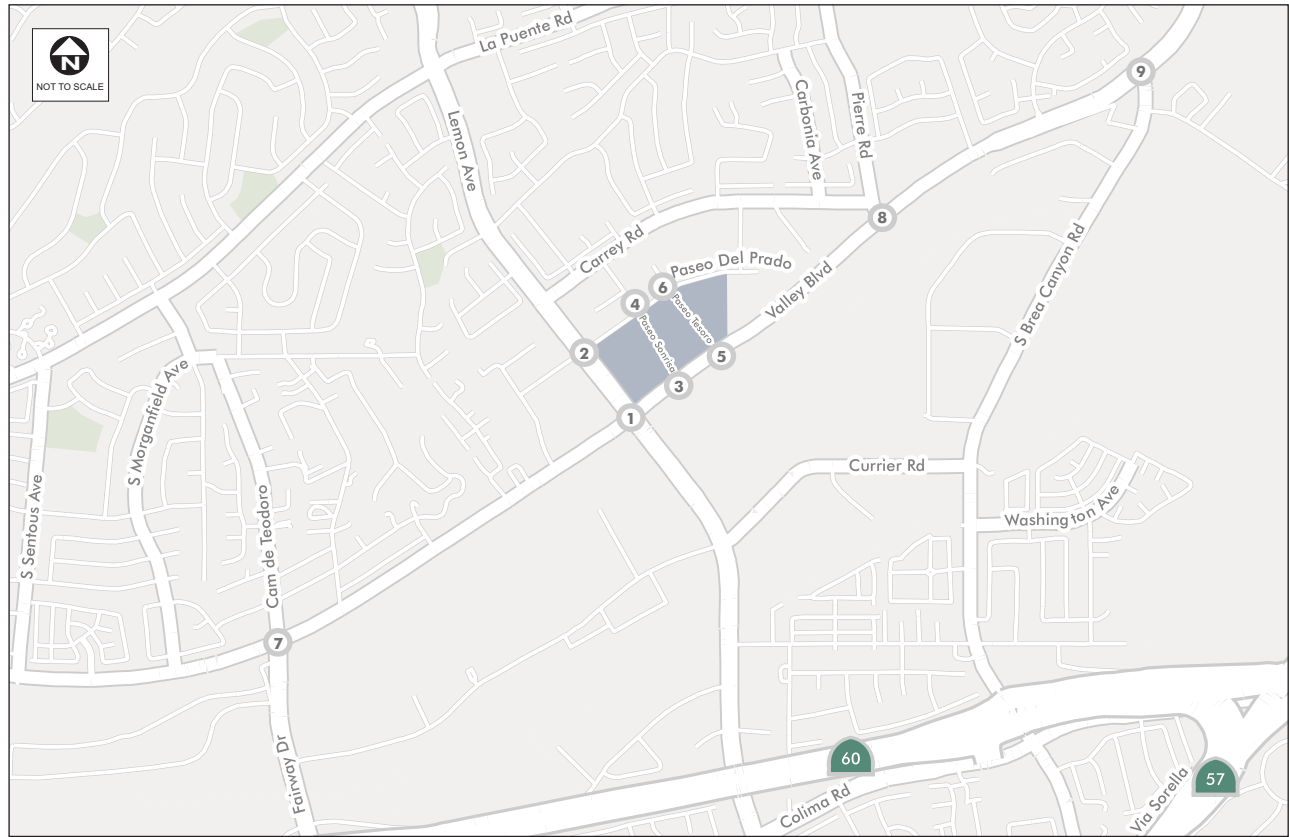 N
NOT TO SCALE
La Puente Rd
Lemon Ave
Carbonia Ave
Pierre Rd
9
8
Carrey Rd
Paseo Del Prado
Valley Blvd
S Brea Canyon Rd
6
4
Paseo Tesoro
Paseo Sonrisa
2
5
3
1
S Morganfield Ave
Currier Rd
Washington Ave
S Sentous Ave
Cam de Teodoro
7
Fairway Dr
60
57
Colima Rd
Via Sorella